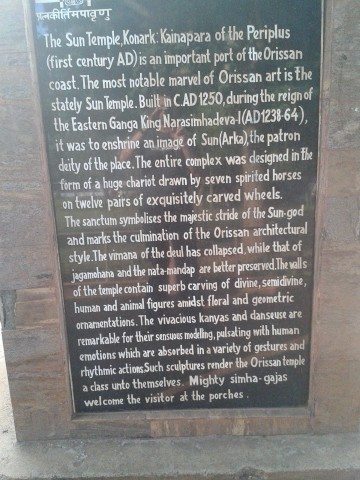 प्रत्नकीर्तिमपावृणु
The Sun Temple, Konark: Kainapara of the Periplus
(first century AD) is an important port of the Orissan
coast. The most notable marvel of Orissan art is the
stately Sun Temple. Built in C.AD 1250, during the reign of
the Eastern Ganga King Narasimhadeva-I(AD1238-64),
it was to enshrine an image of Sun(Arka), the patron
deity of the place. The entire complex was designed in the
form of a huge chariot drawn by seven spirited horses
on twelve pairs of exquisitely carved wheels.
The sanctum symbolises the majestic stride of the Sun-god
and marks the culmination of the Orissan architectural
style. The vimana of the deul has collapsed, while that of
jagamohana and the nata-mandap are better preserved. The walls
of the temple contain superb carving of divine, semidivine,
human and animal figures amidst floral and geometric
ornamentations. The vivacious kanyas and danseuse are
remarkable for their sensuous modeling, pulsating with human
emotions which are absorbed in a variety of gestures and
rhythmic actions. Such sculptures render the Orissan temple
a class unto themselves. Mighty simha-gajas
welcome the visitor at the porches.